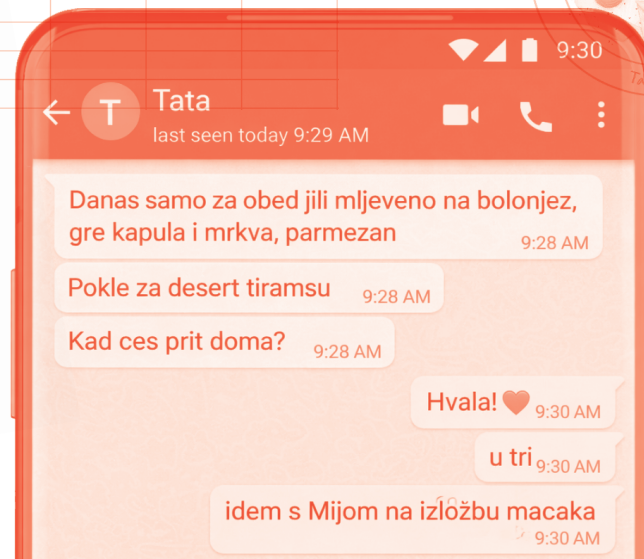 9:30
Tata
last seen today 9:29 AM
T
Danas samo za obed jili mljeveno na bolonjez,
gre kapula i mrkva, parmezan
9:28 AM
Pokle za desert tiramsu 9:28 AM
Kad ces prit doma? 9:28 AM
Hvala! ❤ 9:30 AM
u tri 9:30 AM
idem s Mijom na izložbu macaka
9:30 AM